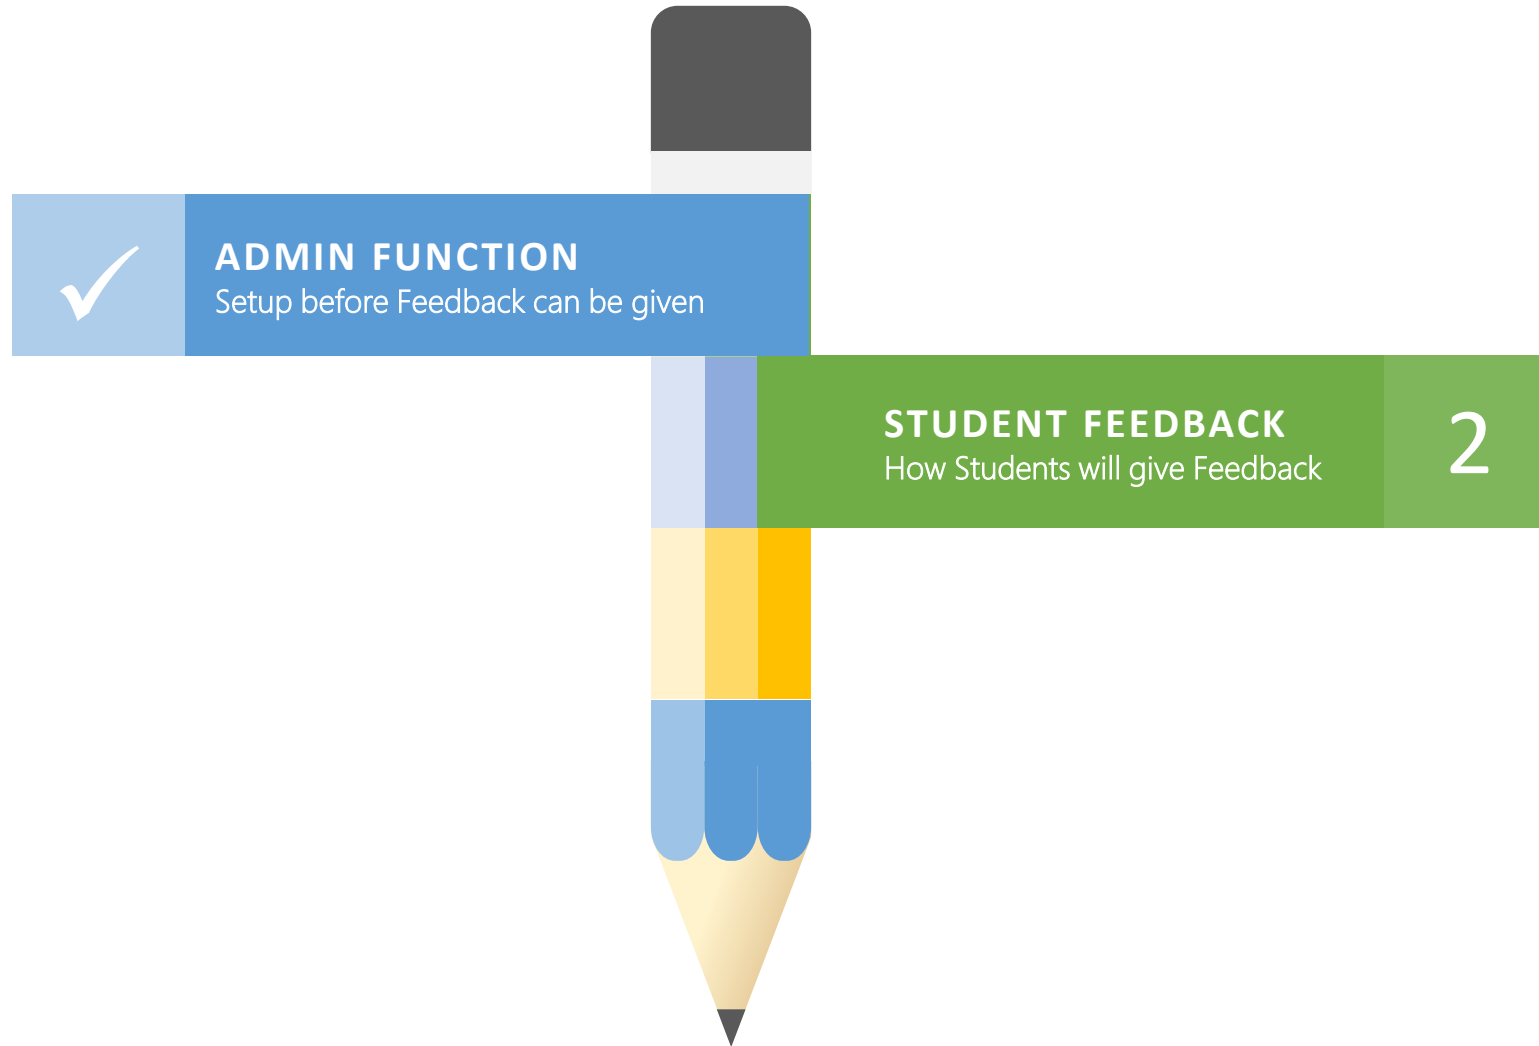 ADMIN FUNCTION
Setup before Feedback can be given
STUDENT FEEDBACK
How Students will give Feedback
2